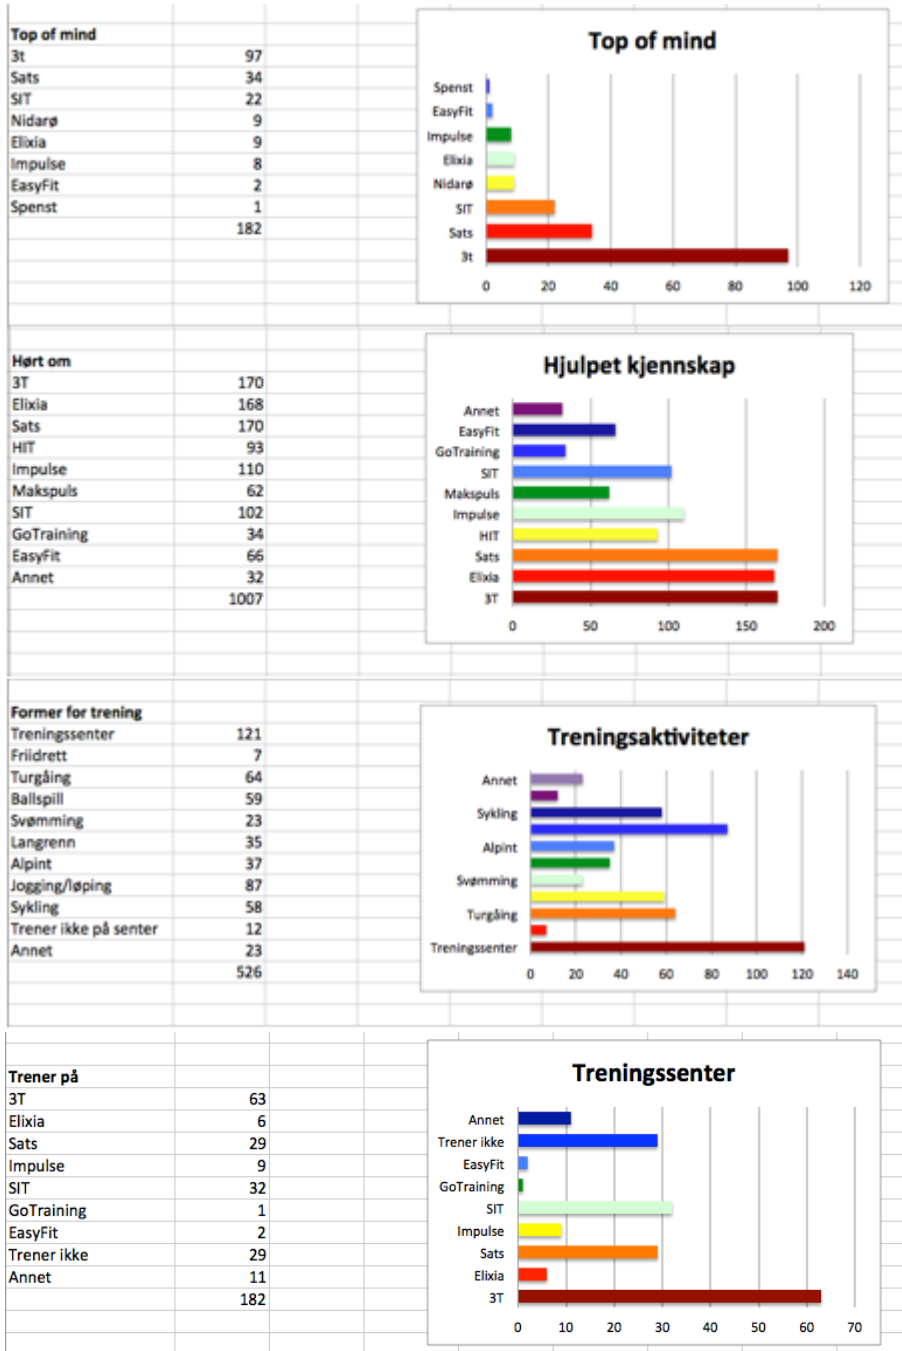 Top of mind
3t 97
Sats 34
SIT 22
Nidarø 9
Elixia 9
Impulse 8
EasyFit 2
Spenst 1
182
Top of mind
Spenst
EasyFit
Impulse
Elixia
Nidarø
SIT
Sats
3t
0 20 40 60 80 100 120
Hørt om
3T 170
Elixia 168
Sats 170
HIT 93
Impulse 110
Makspuls 62
SIT 102
GoTraining 34
EasyFit 66
Annet 32
1007
Hjulpet kjennskap
Annet
EasyFit
GoTraining
SIT
Makspuls
Impulse
HIT
Sats
Elixia
3T
0 50 100 150 200
Former for trening
Treningssenter 121
Friidrett 7
Turgåing 64
Ballspill 59
Svømming 23
Langrenn 35
Alpint 37
Jogging/løping 87
Sykling 58
Trener ikke på senter 12
Annet 23
526
Treningsaktiviteter
Annet
Sykling
Alpint
Svømming
Turgåing
Treningssenter
0 20 40 60 80 100 120 140
Trener på
3T 63
Elixia 6
Sats 29
Impulse 9
SIT 32
GoTraining 1
EasyFit 2
Trener ikke 29
Annet 11
182
Treningssenter
Annet
Trener ikke
EasyFit
GoTraining
SIT
Impulse
Sats
Elixia
3T
0 10 20 30 40 50 60 70